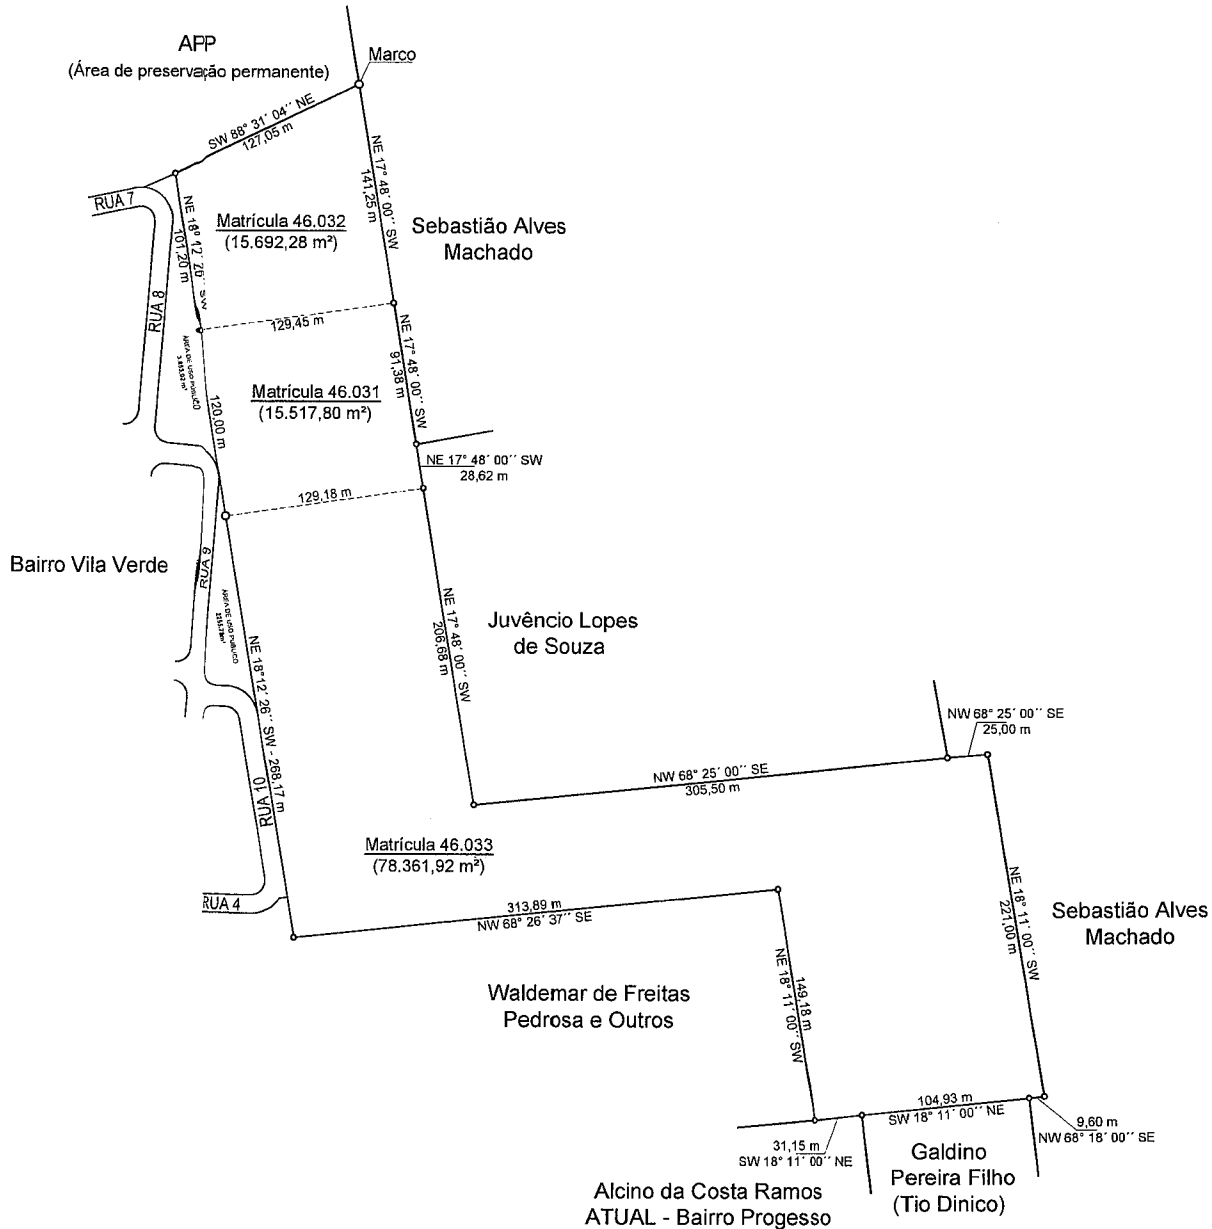 APP
(Área de preservação permanente)
Marco
SW 88° 31´ 04´´ NE
127,05 m
RUA 7
NE 18° 12´ 26´´ SW
101,20 m
Matrícula 46.032
(15.692,28 m²)
NE 17° 48´ 00´´ SW
141,25 m
Sebastião Alves
Machado
RUA 8
129,45 m
ÁREA DE USO PÚBLICO
120,00 m
Matrícula 46.031
(15.517,80 m²)
NE 17° 48´ 00´´ SW
91,38 m
NE 17° 48´ 00´´ SW
28,62 m
129,18 m
Bairro Vila Verde
RUA 9
ÁREA DE USO PÚBLICO
NE 17° 48´ 00´´ SW
206,68 m
Juvêncio Lopes
de Souza
NE 18°12´ 26´´ SW - 268,17 m
RUA 10
NW 68° 25´ 00´´ SE
25,00 m
NW 68° 25´ 00´´ SE
305,50 m
Matrícula 46.033
(78.361,92 m²)
RUA 4
313,89 m
NW 68° 26´ 37´´ SE
NE 18° 11´ 00´´ SW
221,00 m
Sebastião Alves
Machado
Waldemar de Freitas
Pedrosa e Outros
149,18 m
NE 18° 11´ 00´´ SW
104,93 m
SW 18° 11´ 00´´ NE
9,60 m
NW 68° 18´ 00´´ SE
31,15 m
SW 18° 11´ 00´´ NE
Galdino
Pereira Filho
(Tio Dinico)
Alcino da Costa Ramos
ATUAL - Bairro Progesso